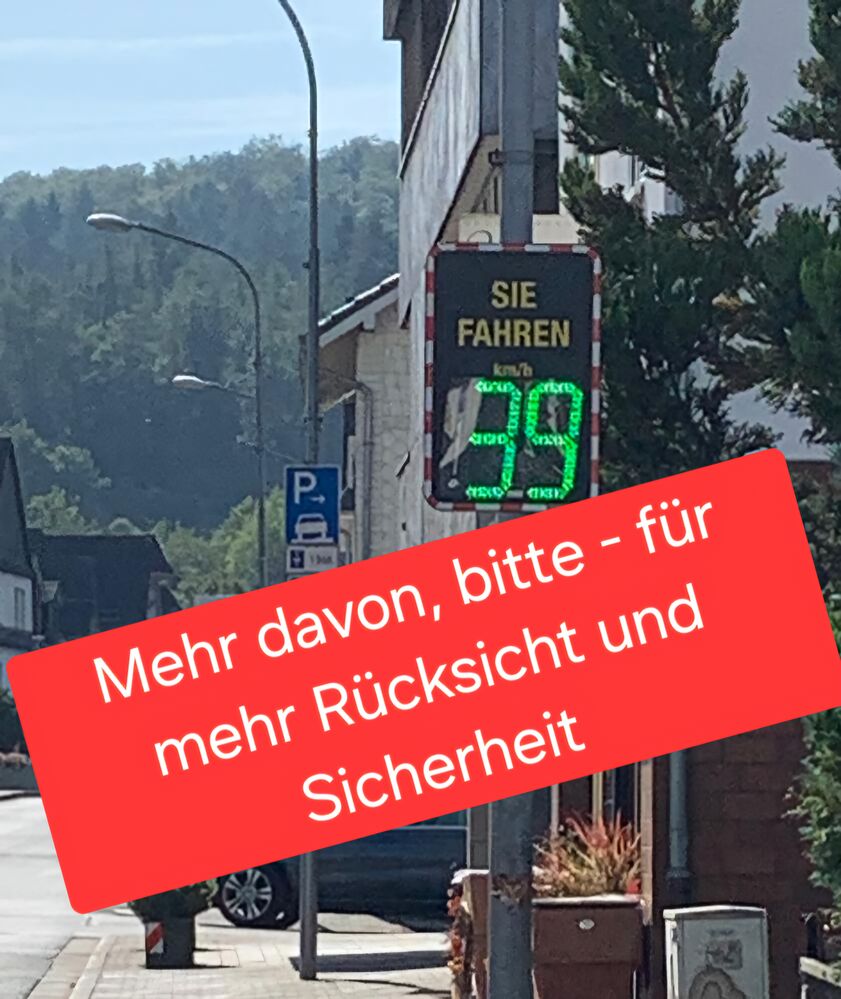 SIE
FAHREN
km/h
39
P→
Mehr davon, bitte - für
mehr Rücksicht und
Sicherheit